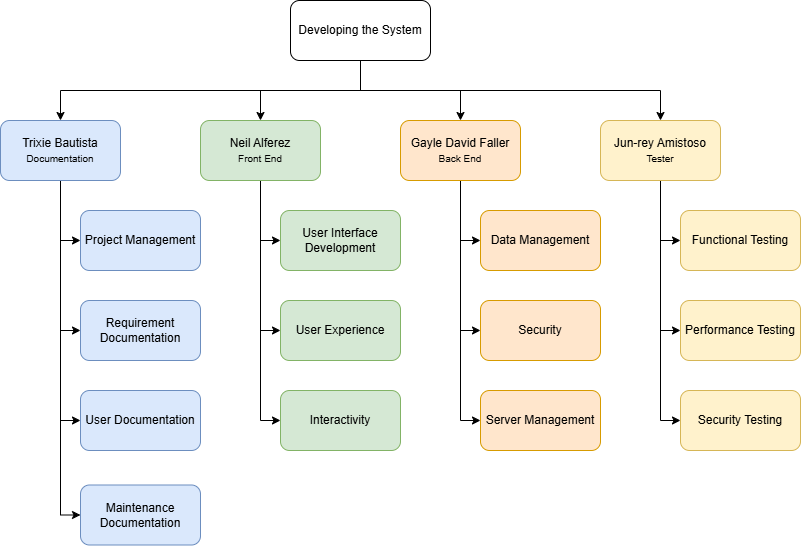 Developing the System
Trixie Bautista
Documentation
Neil Alferez
Front End
Gayle David Faller
Back End
Jun-rey Amistoso
Tester
Project Management
Requirement
Documentation
User Documentation
Maintenance
Documentation
User Interface
Development
User Experience
Interactivity
Data Management
Security
Server Management
Functional Testing
Performance Testing
Security Testing